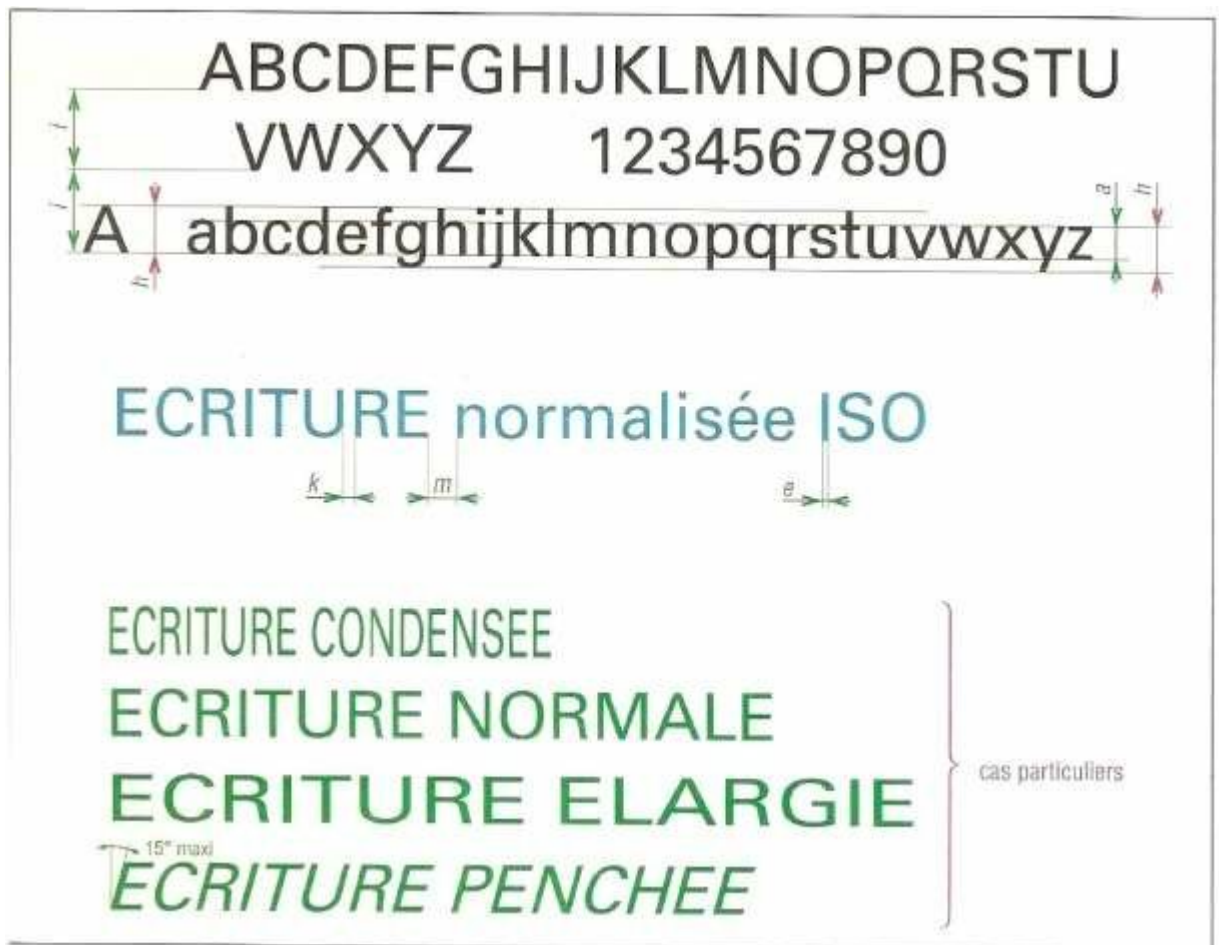 ABCDEFGHIJKLMNOPQRSTU
i
VWXYZ 1234567890
i
a h
A abcdefghijklmnopqrstuvwxyz
h
ECRITURE normalisée ISO
k m e
ECRITURE CONDENSEE
ECRITURE NORMALE
cas particuliers
ECRITURE ELARGIE
15° maxi
ECRITURE PENCHEE